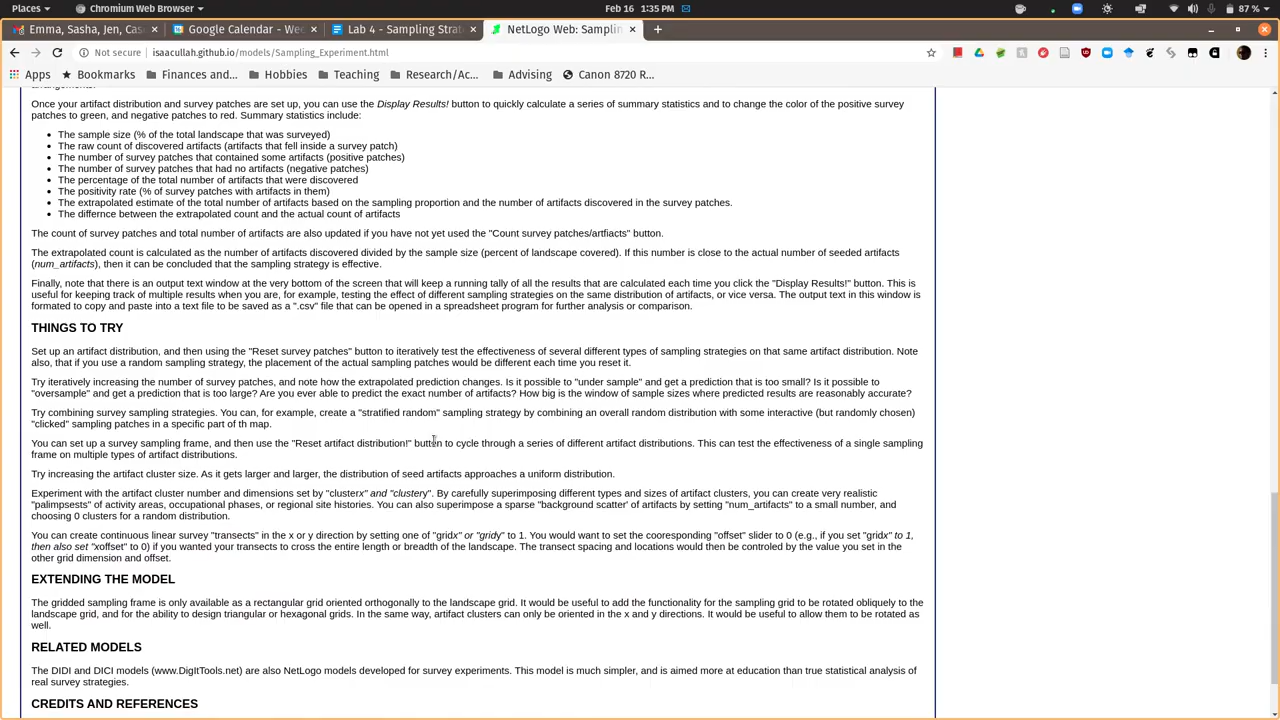 Places
Chromium Web Browser
Feb 16 1:35 PM
87 %
Emma, Sasha, Jen, Cas
Google Calendar - We
Lab 4 - Sampling Strat
NetLogo Web: Samplin
Not secure | isaacullah.github.io/models/Sampling_Experiment.html
Apps Bookmarks Finances and... Hobbies Teaching Research/Ac... Advising Canon 8720 R...
Once your artifact distribution and survey patches are set up, you can use the Display Results! button to quickly calculate a series of summary statistics and to change the color of the positive survey
patches to green, and negative patches to red. Summary statistics include:
• The sample size (% of the total landscape that was surveyed)
• The raw count of discovered artifacts (artifacts that fell inside a survey patch)
• The number of survey patches that contained some artifacts (positive patches)
• The number of survey patches that had no artifacts (negative patches)
• The percentage of the total number of artifacts that were discovered
• The positivity rate (% of survey patches with artifacts in them)
• The extrapolated estimate of the total number of artifacts based on the sampling proportion and the number of artifacts discovered in the survey patches.
• The differnce between the extrapolated count and the actual count of artifacts
The count of survey patches and total number of artifacts are also updated if you have not yet used the "Count survey patches/artfiacts" button.
The extrapolated count is calculated as the number of artifacts discovered divided by the sample size (percent of landscape covered). If this number is close to the actual number of seeded artifacts
(num_artifacts), then it can be concluded that the sampling strategy is effective.
Finally, note that there is an output text window at the very bottom of the screen that will keep a running tally of all the results that are calculated each time you click the "Display Results!" button. This is
useful for keeping track of multiple results when you are, for example, testing the effect of different sampling strategies on the same distribution of artifacts, or vice versa. The output text in this window is
formated to copy and paste into a text file to be saved as a ".csv" file that can be opened in a spreadsheet program for further analysis or comparison.
THINGS TO TRY
Set up an artifact distribution, and then using the "Reset survey patches" button to iteratively test the effectiveness of several different types of sampling strategies on that same artifact distribution. Note
also, that if you use a random sampling strategy, the placement of the actual sampling patches would be different each time you reset it.
Try iteratively increasing the number of survey patches, and note how the extrapolated prediction changes. Is it possible to "under sample" and get a prediction that is too small? Is it possible to
"oversample" and get a prediction that is too large? Are you ever able to predict the exact number of artifacts? How big is the window of sample sizes where predicted results are reasonably accurate?
Try combining survey sampling strategies. You can, for example, create a "stratified random" sampling strategy by combining an overall random distribution with some interactive (but randomly chosen)
"clicked" sampling patches in a specific part of th map.
You can set up a survey sampling frame, and then use the "Reset artifact distribution!" button to cycle through a series of different artifact distributions. This can test the effectiveness of a single sampling
frame on multiple types of artifact distributions.
Try increasing the artifact cluster size. As it gets larger and larger, the distribution of seed artifacts approaches a uniform distribution.
Experiment with the artifact cluster number and dimensions set by "clusterx" and "clustery". By carefully superimposing different types and sizes of artifact clusters, you can create very realistic
"palimpsests" of activity areas, occupational phases, or regional site histories. You can also superimpose a sparse "background scatter' of artifacts by setting "num_artifacts" to a small number, and
choosing 0 clusters for a random distribution.
You can create continuous linear survey "transects" in the x or y direction by setting one of "gridx" or "gridy" to 1. You would want to set the cooresponding "offset" slider to 0 (e.g., if you set "gridx" to 1,
then also set "xoffset" to 0) if you wanted your transects to cross the entire length or breadth of the landscape. The transect spacing and locations would then be controled by the value you set in the
other grid dimension and offset.
EXTENDING THE MODEL
The gridded sampling frame is only available as a rectangular grid oriented orthogonally to the landscape grid. It would be useful to add the functionality for the sampling grid to be rotated obliquely to the
landscape grid, and for the ability to design triangular or hexagonal grids. In the same way, artifact clusters can only be oriented in the x and y directions. It would be useful to allow them to be rotated as
well.
RELATED MODELS
The DIDI and DICI models (www.DigItTools.net) are also NetLogo models developed for survey experiments. This model is much simpler, and is aimed more at education than true statistical analysis of
real survey strategies.
CREDITS AND REFERENCES